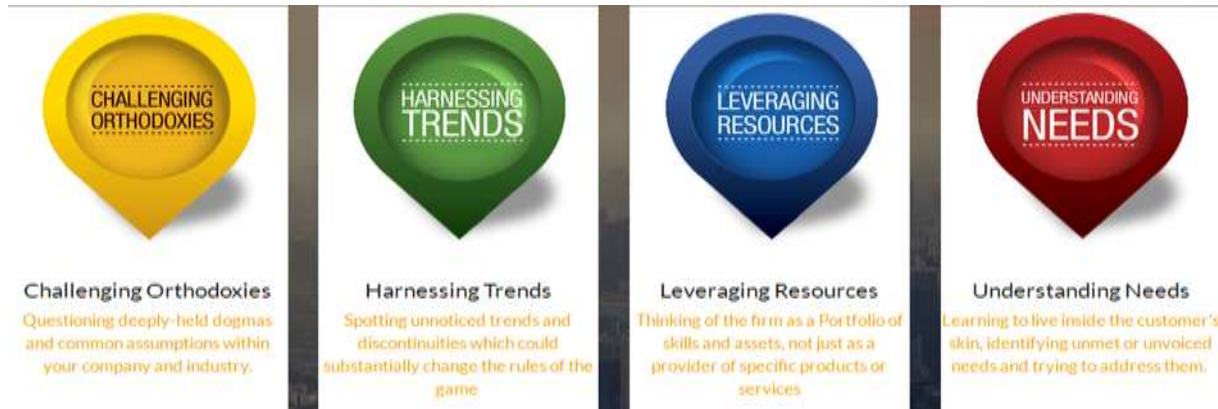 CHALLENGING
ORTHODOXIES
HARNESSING
TRENDS
LEVERAGING
RESOURCES
UNDERSTANDING
NEEDS
Challenging Orthodoxies
Questioning deeply-held dogmas
and common assumptions within
your company and industry.
Harnessing Trends
Spotting unnoticed trends and
discontinuities which could
substantially change the rules of the
game
Leveraging Resources
Thinking of the firm as a Portfolio of
skills and assets, not just as a
provider of specific products or
services
Understanding Needs
Learning to live inside the customer's
skin, identifying unmet or unvoiced
needs and trying to address them.